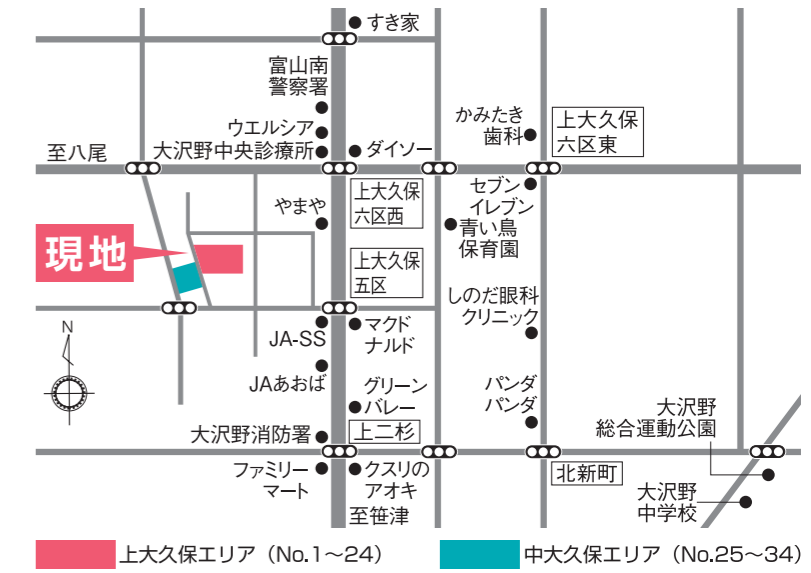 すき家
富山南
警察署
ウエルシア
大沢野中央診療所
ダイソー
至八尾
かみたき
歯科
上大久保
六区東
上大久保
六区西
やまや
セブン
イレブン
青い鳥
保育園
現地
上大久保
五区
しのだ眼科
クリニック
N
JA-SS
マクド
ナルド
JAあおば
グリーン
バレー
パンダ
パンダ
大沢野
総合運動公園
大沢野消防署
上二杉
ファミリー
マート
クスリの
アオキ
北新町
大沢野
中学校
至笹津
上大久保エリア（No.1〜24）
中大久保エリア（No.25〜34）